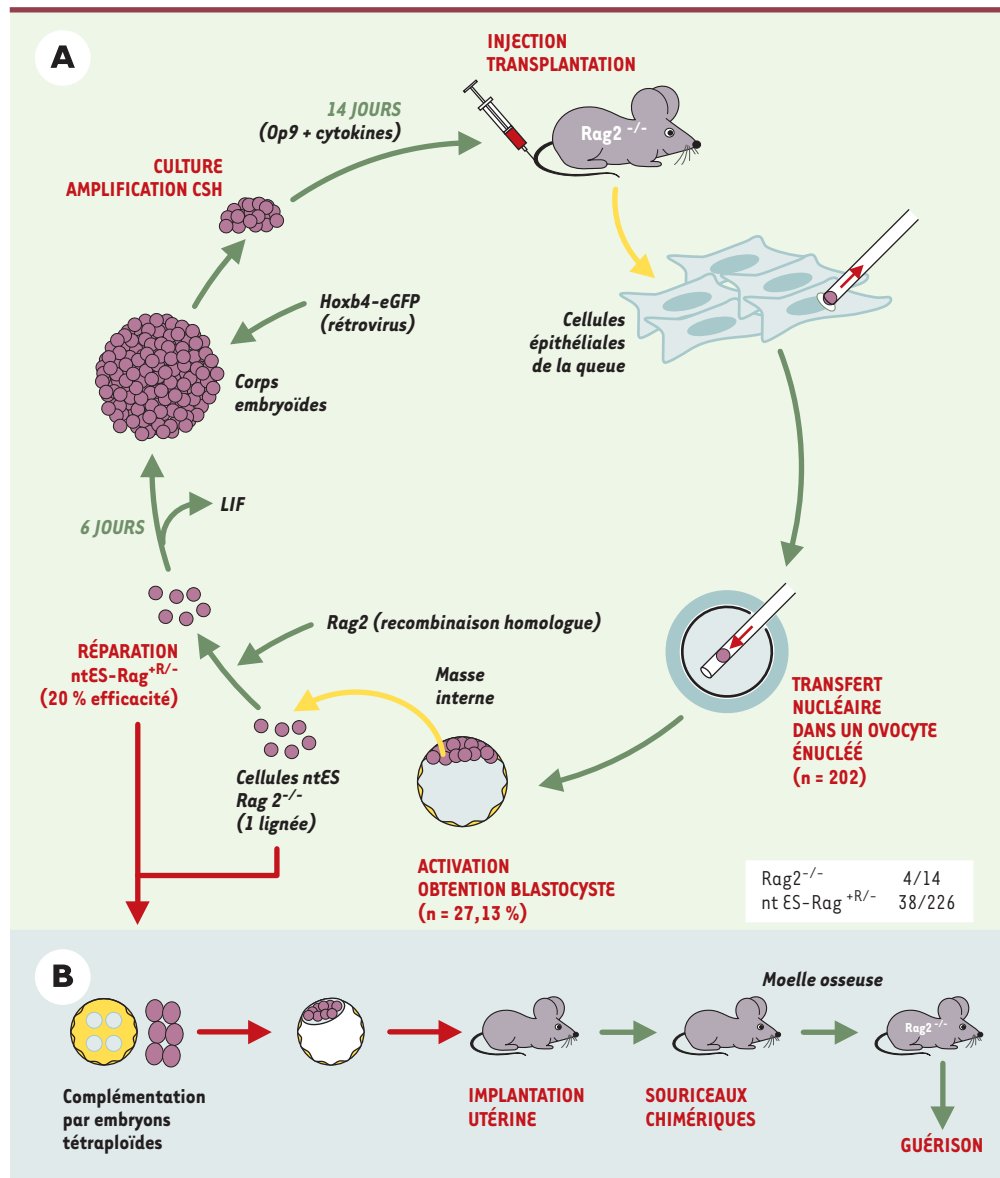 A
INJECTION
TRANSPLANTATION
14 JOURS
(Op9 + cytokines)
Rag2 -/-
CULTURE
AMPLIFICATION CSH
Hoxb4-eGFP
(rétrovirus)
Cellules
épithéliales
de la queue
Corps
embryoïdes
LIF
6 JOURS
Rag2 (recombinaison homologue)
RÉPARATION
ntES-Rag+R/-
(20 % efficacité)
Masse
interne
TRANSFERT
NUCLÉAIRE
DANS UN OVOCYTE
ÉNUCLÉÉ
(n = 202)
Cellules ntES
Rag 2-/-
(1 lignée)
ACTIVATION
OBTENTION BLASTOCYSTE
(n = 27,13 %)
Rag2-/- 4/14
nt ES-Rag +R/- 38/226
B
Moelle osseuse
Rag2-/-
Complémentation
par embryons
tétraploïdes
IMPLANTATION
UTÉRINE
SOURICEAUX
CHIMÉRIQUES
GUÉRISON